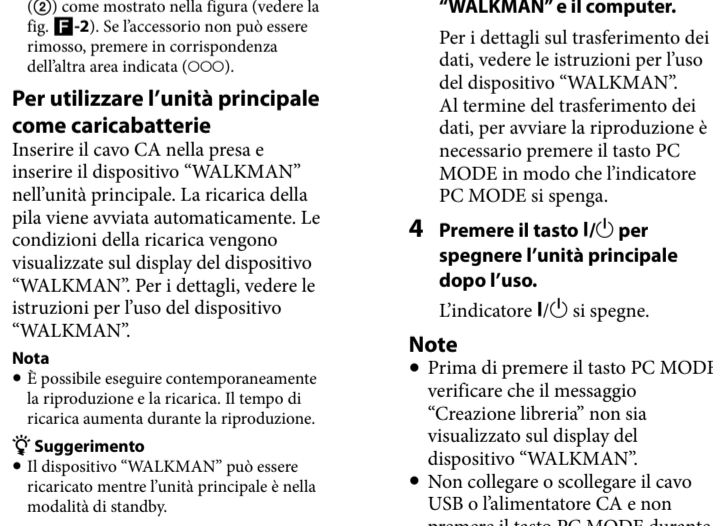 (②) come mostrato nella figura (vedere la
fig. F-2). Se l’accessorio non può essere
rimosso, premere in corrispondenza
dell’altra area indicata (○○○).
Per utilizzare l’unità principale
come caricabatterie
Inserire il cavo CA nella presa e
inserire il dispositivo “WALKMAN”
nell’unità principale. La ricarica della
pila viene avviata automaticamente. Le
condizioni della ricarica vengono
visualizzate sul display del dispositivo
“WALKMAN”. Per i dettagli, vedere le
istruzioni per l’uso del dispositivo
“WALKMAN”.
Nota
• È possibile eseguire contemporaneamente
la riproduzione e la ricarica. Il tempo di
ricarica aumenta durante la riproduzione.
Suggerimento
• Il dispositivo “WALKMAN” può essere
ricaricato mentre l’unità principale è nella
modalità di standby.
“WALKMAN” e il computer.
Per i dettagli sul trasferimento dei
dati, vedere le istruzioni per l’uso
del dispositivo “WALKMAN”.
Al termine del trasferimento dei
dati, per avviare la riproduzione è
necessario premere il tasto PC
MODE in modo che l’indicatore
PC MODE si spenga.
4 Premere il tasto I/⏻ per
spegnere l’unità principale
dopo l’uso.
L’indicatore I/⏻ si spegne.
Note
• Prima di premere il tasto PC MODE
verificare che il messaggio
“Creazione libreria” non sia
visualizzato sul display del
dispositivo “WALKMAN”.
• Non collegare o scollegare il cavo
USB o l’alimentatore CA e non
premere il tasto PC MODE durante